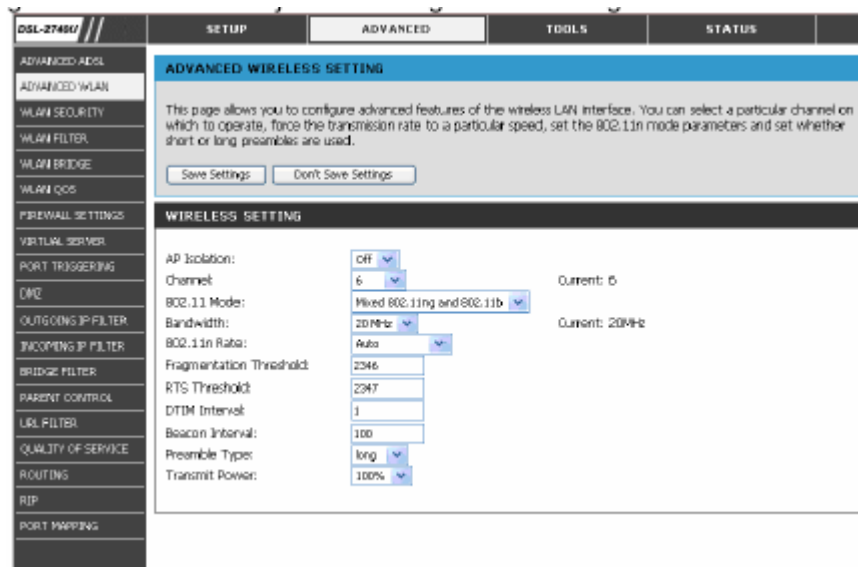 DSL-2740U // SETUP ADVANCED TOOLS STATUS
ADVANCED ADSL
ADVANCED WLAN
WLAN SECURITY
WLAN FILTER
WLAN BRIDGE
WLAN QOS
FIREWALL SETTINGS
VIRTUAL SERVER
PORT TRIGGERING
DMZ
OUTGOING IP FILTER
INCOMING IP FILTER
BRIDGE FILTER
PARENT CONTROL
URL FILTER
QUALITY OF SERVICE
ROUTING
RIP
PORT MAPPING
ADVANCED WIRELESS SETTING
This page allows you to configure advanced features of the wireless LAN interface. You can select a particular channel on
which to operate, force the transmission rate to a particular speed, set the 802.11n mode parameters and set whether
short or long preambles are used.
Save Settings Don't Save Settings
WIRELESS SETTING
AP Isolation: Off
Channel: 6 Current: 6
802.11 Mode: Mixed 802.11ng and 802.11b
Bandwidth: 20 MHz Current: 20MHz
802.11n Rate: Auto
Fragmentation Threshold: 2346
RTS Threshold: 2347
DTIM Interval: 1
Beacon Interval: 100
Preamble Type: long
Transmit Power: 100%